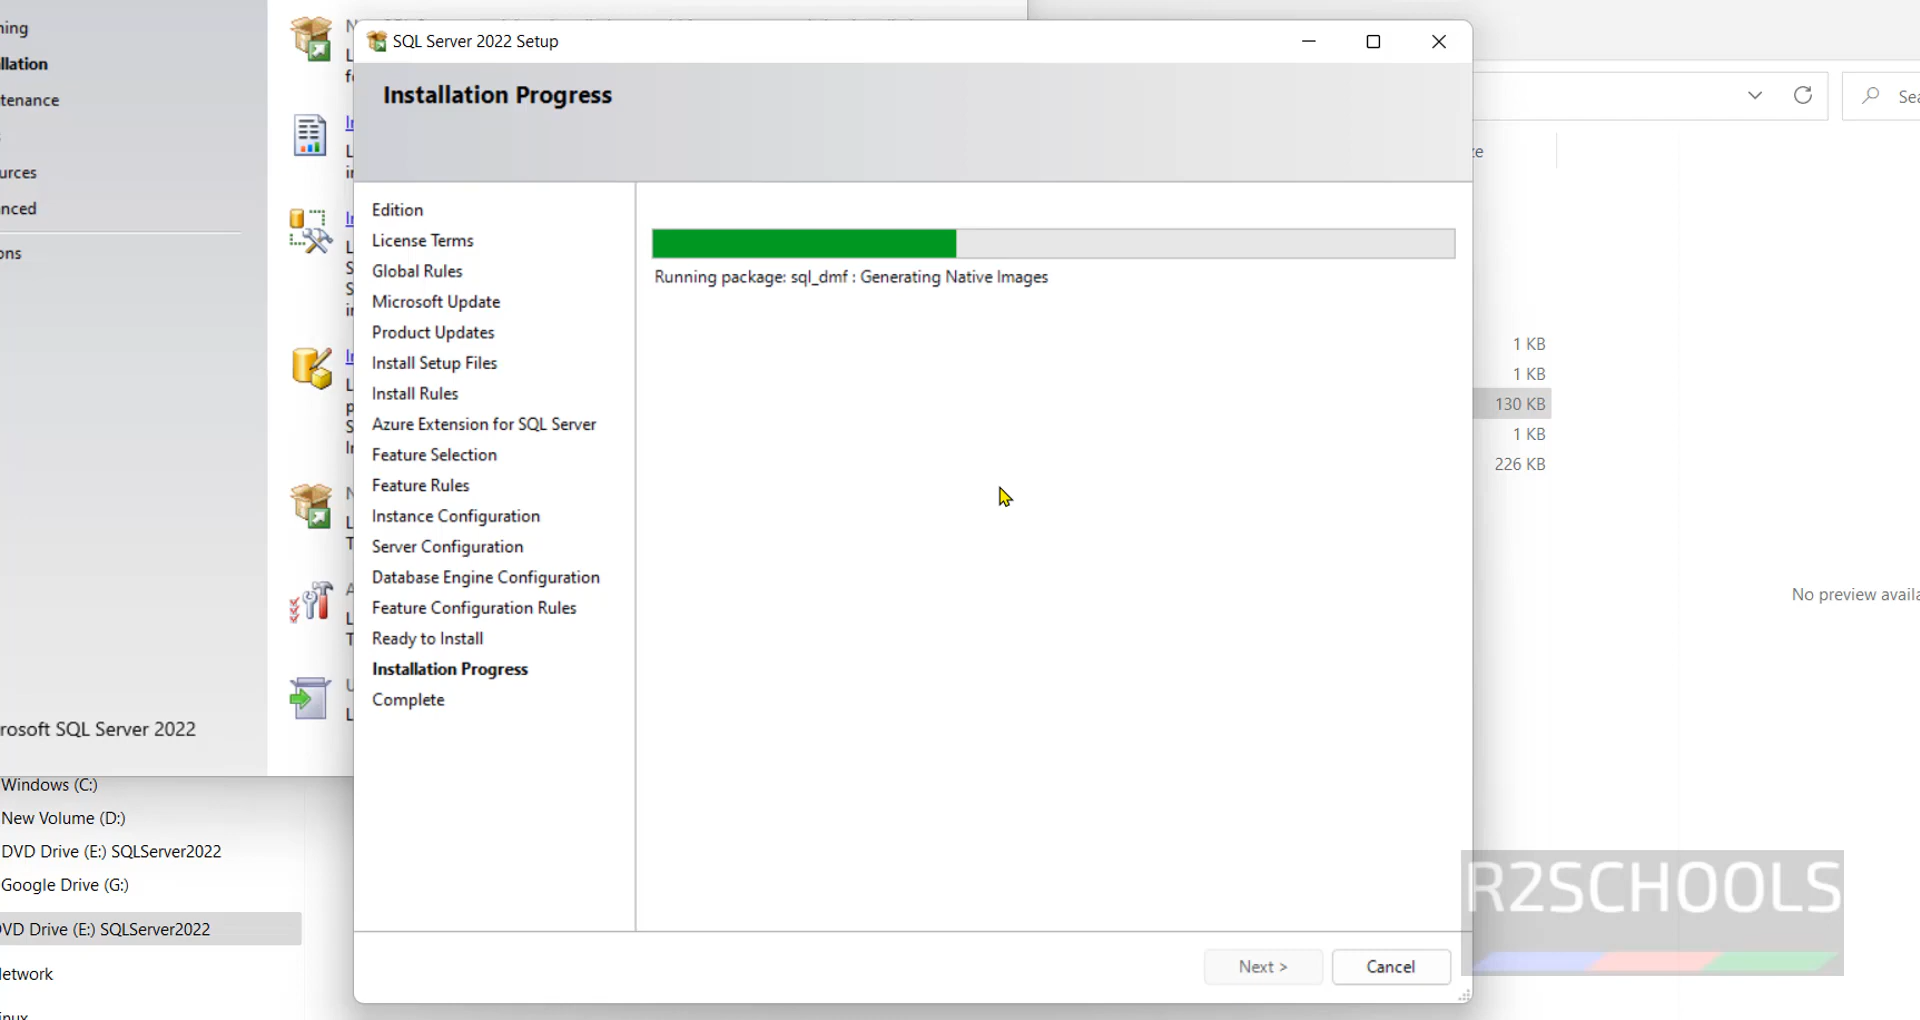 SQL Server 2022 Setup
Installation Progress
Edition
License Terms
Global Rules
Microsoft Update
Product Updates
Install Setup Files
Install Rules
Azure Extension for SQL Server
Feature Selection
Feature Rules
Instance Configuration
Server Configuration
Database Engine Configuration
Feature Configuration Rules
Ready to Install
Installation Progress
Complete
Running package: sql_dmf : Generating Native Images
Next >
Cancel
ning
llation
tenance
urces
nced
ons
rosoft SQL Server 2022
Windows (C:)
New Volume (D:)
DVD Drive (E:) SQLServer2022
Google Drive (G:)
VD Drive (E:) SQLServer2022
etwork
Sea
ze
1 KB
1 KB
130 KB
1 KB
226 KB
No preview availa
R2SCHOOLS